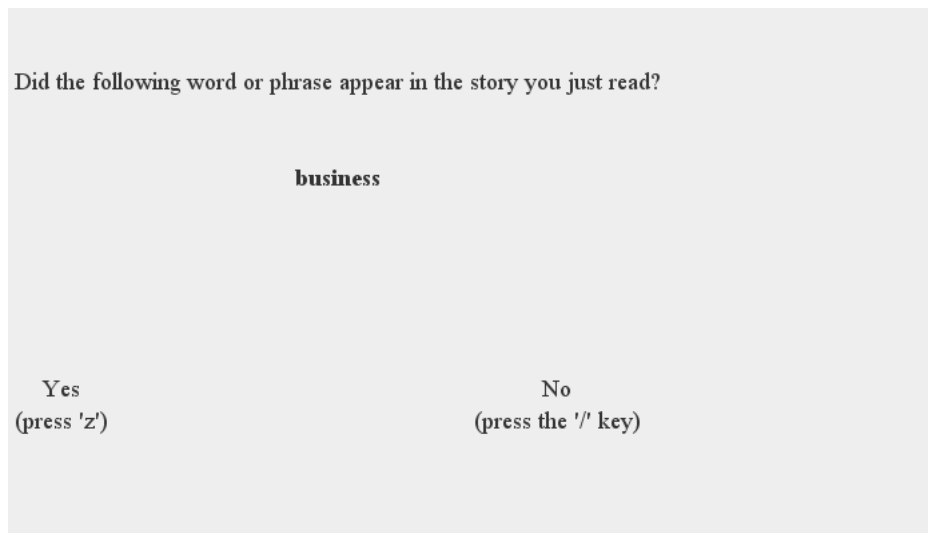 Did the following word or phrase appear in the story you just read?
business
Yes No
(press 'z') (press the '/' key)